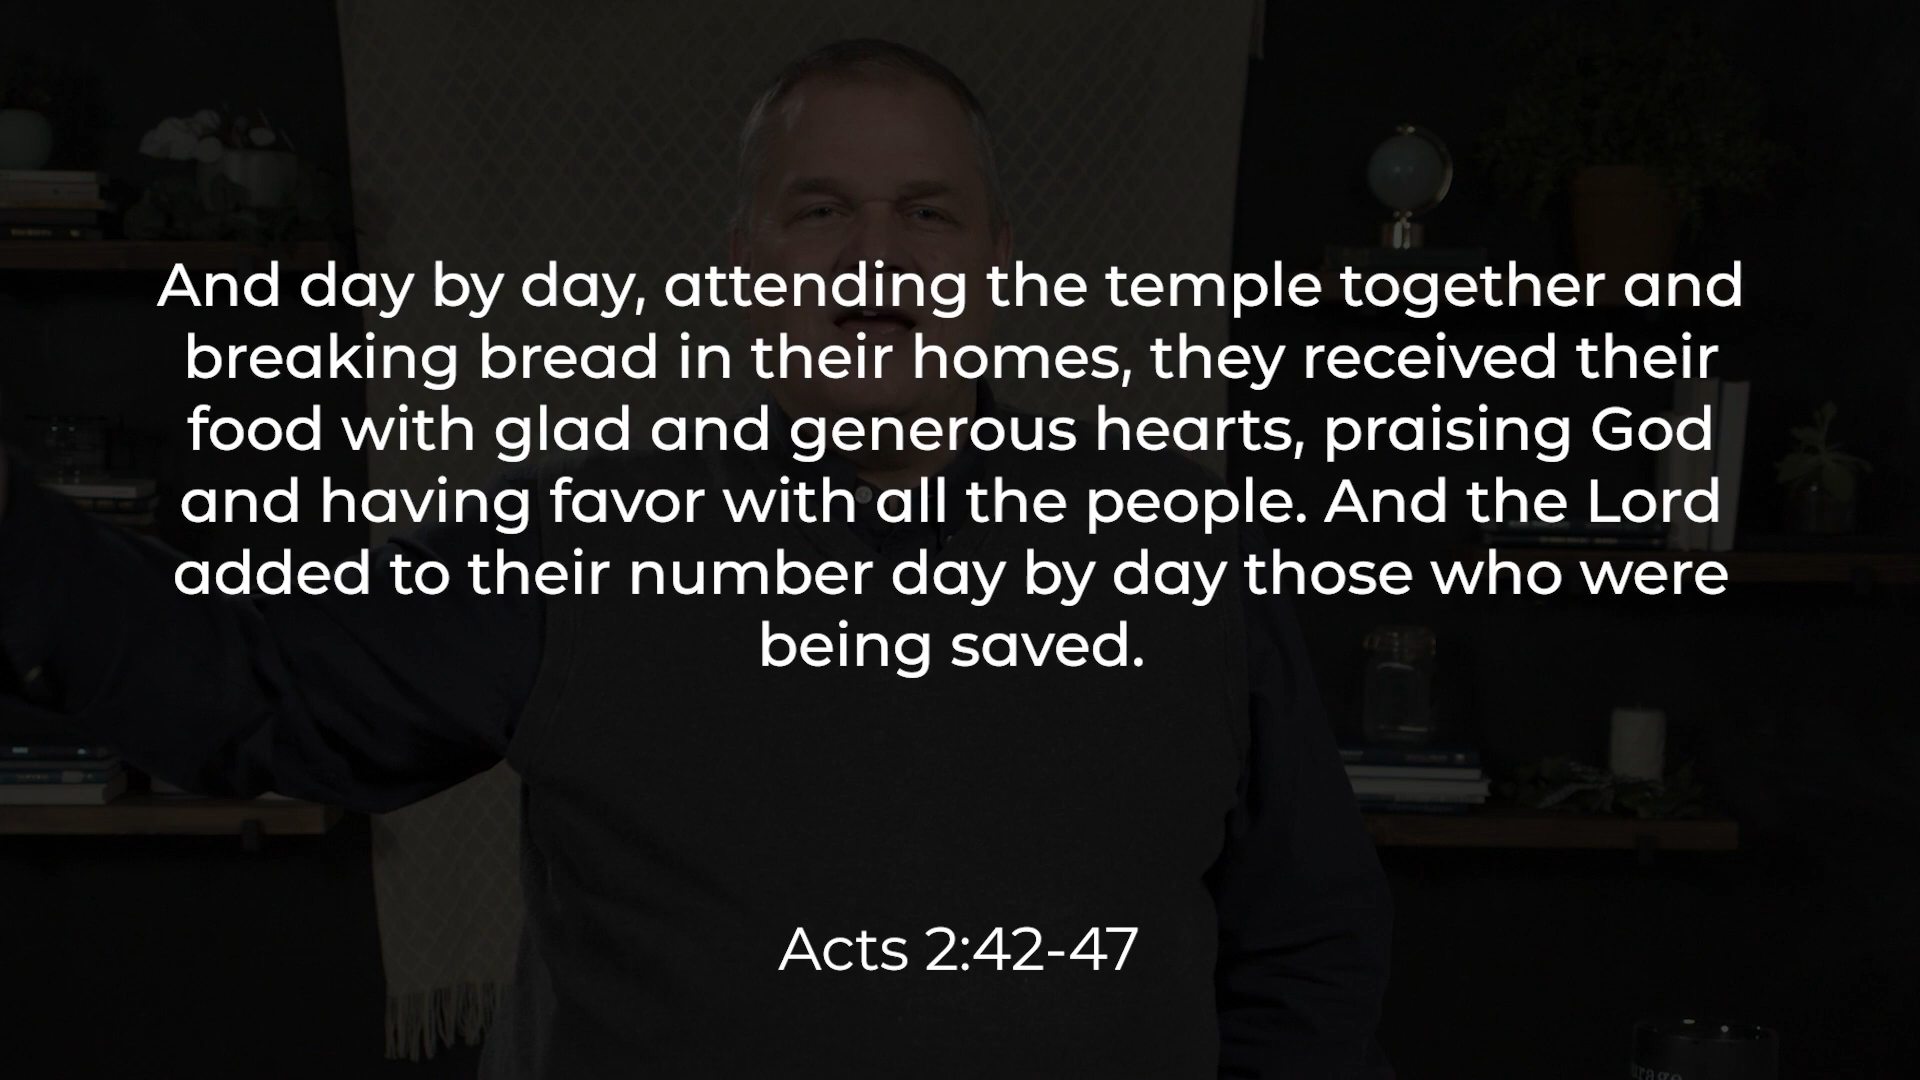 And day by day, attending the temple together and
breaking bread in their homes, they received their
food with glad and generous hearts, praising God
and having favor with all the people. And the Lord
added to their number day by day those who were
being saved.
Acts 2:42-47